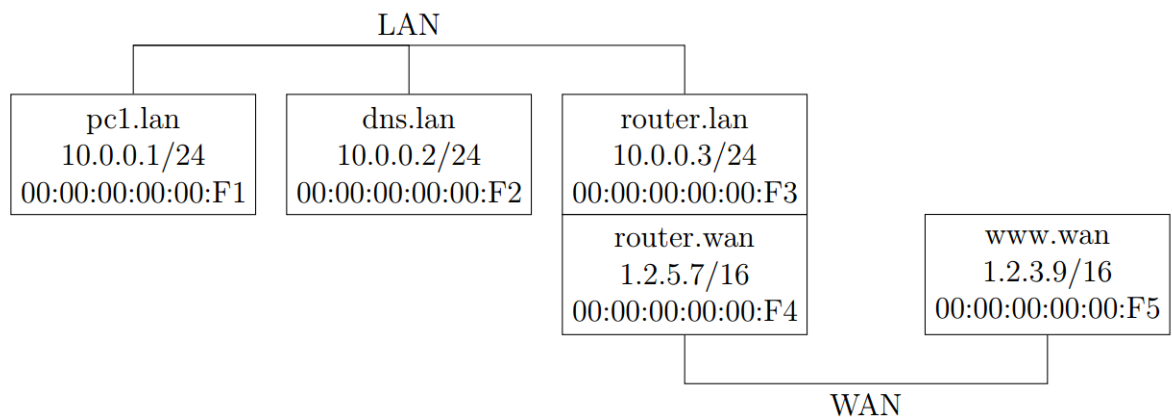 LAN
pc1.lan
10.0.0.1/24
00:00:00:00:00:F1
dns.lan
10.0.0.2/24
00:00:00:00:00:F2
router.lan
10.0.0.3/24
00:00:00:00:00:F3
router.wan
1.2.5.7/16
00:00:00:00:00:F4
www.wan
1.2.3.9/16
00:00:00:00:00:F5
WAN